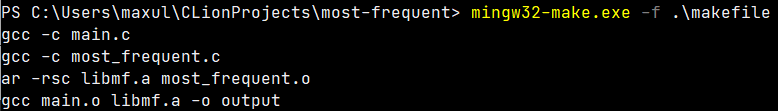 PS C:\Users\maxul\CLionProjects\most-frequent> mingw32-make.exe -f .\makefile
gcc -c main.c
gcc -c most_frequent.c
ar -rsc libmf.a most_frequent.o
gcc main.o libmf.a -o output